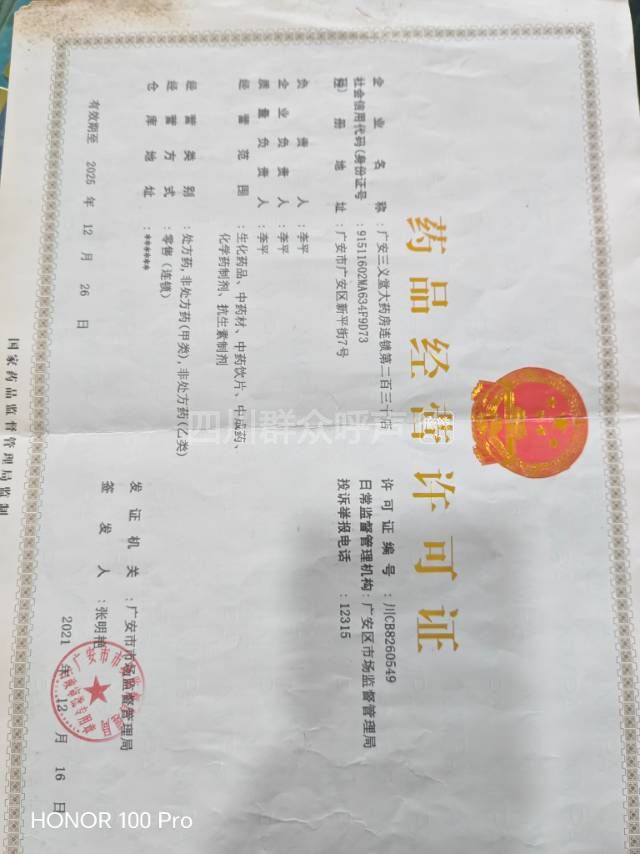 药品经营许可证
企业名称:广安三义堂大药房连锁第二百三十店
社会信用代码(身份证号
册地址:广安市广安区新平街7号
:91511602MA634F9D73
负责人:李平
企业负责人:李平
质量负责人:李平
经营范围:生化药品、中药材、中药饮片、中成药、
化学药制剂、抗生素制剂
经营类别:处方药,非处方药(甲类),非处方药(乙类)
经营方式:零售(连锁)
仓库地址:******
有效期至 2025 年 12 月 26 日
许可证编号:川CB8260549
日常监督管理机构:广安区市场监督管理局
投诉举报电话:12315
发证机关:广安市市场监督管理局
签发人:张明
2021 年 12 月 16 日
国家药品监督管理局监制
四川群众呼声
HONOR 100 Pro